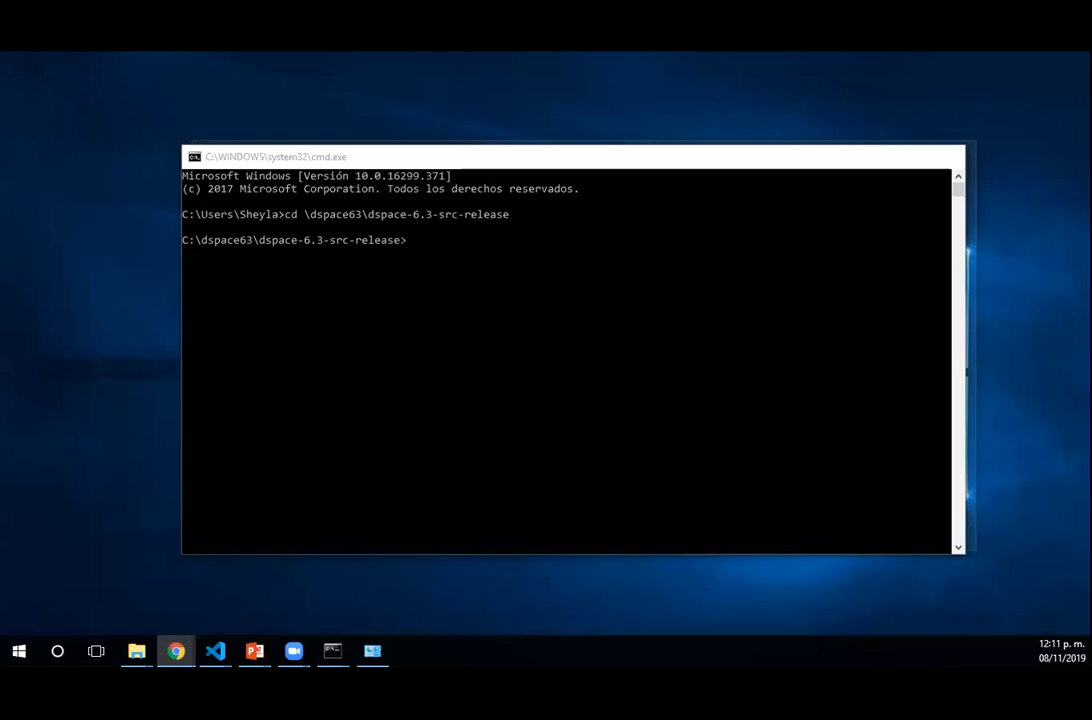 C:\WINDOWS\system32\cmd.exe
Microsoft Windows [Versión 10.0.16299.371]
(c) 2017 Microsoft Corporation. Todos los derechos reservados.
C:\Users\Sheyla>cd \dspace63\dspace-6.3-src-release
C:\dspace63\dspace-6.3-src-release>
12:11 p. m.
08/11/2019